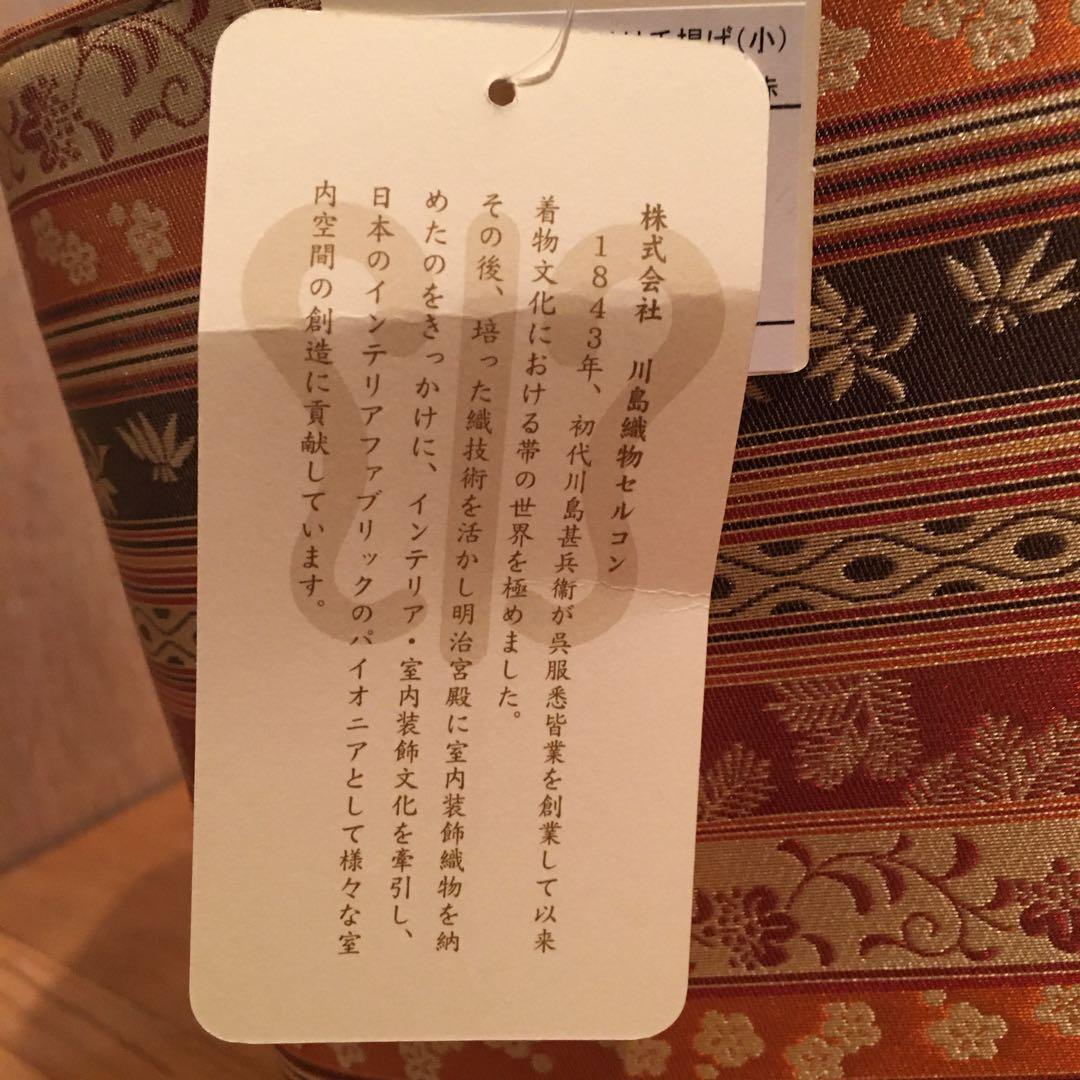 手揚げ(小)
赤
株式会社 川島織物セルコン
1843年、初代川島甚兵衞が呉服悉皆業を創業して以来
着物文化における帯の世界を極めました。
その後、培った織技術を活かし明治宮殿に室内装飾織物を納
めたのをきっかけに、インテリア・室内装飾文化を牽引し、
日本のインテリアファブリックのパイオニアとして様々な室
内空間の創造に貢献しています。